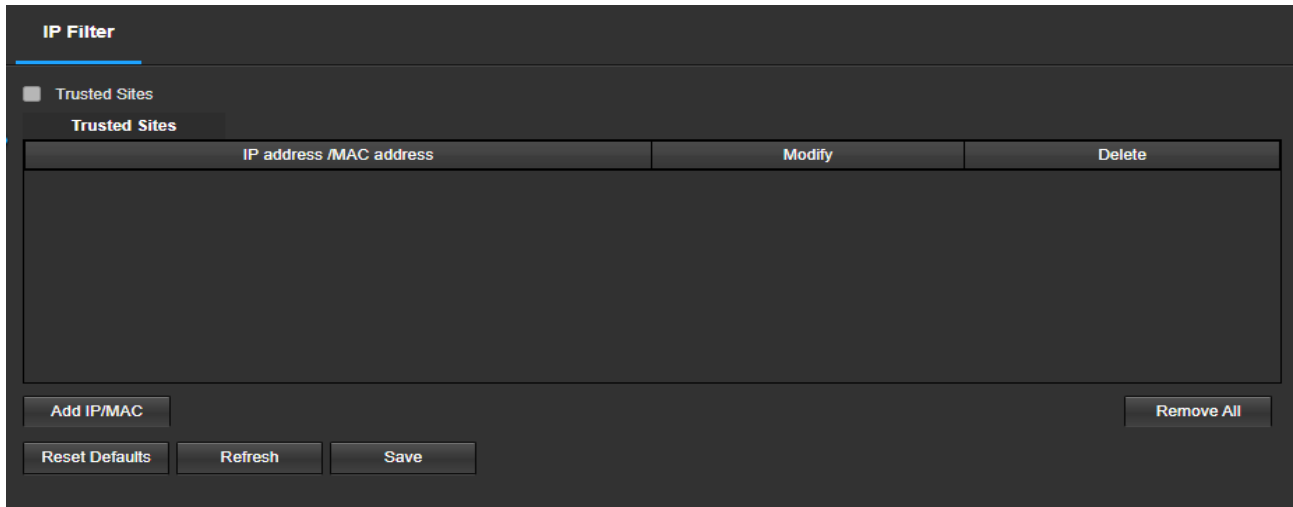 IP Filter
Trusted Sites
Trusted Sites
IP address /MAC address Modify Delete
Add IP/MAC Remove All
Reset Defaults Refresh Save